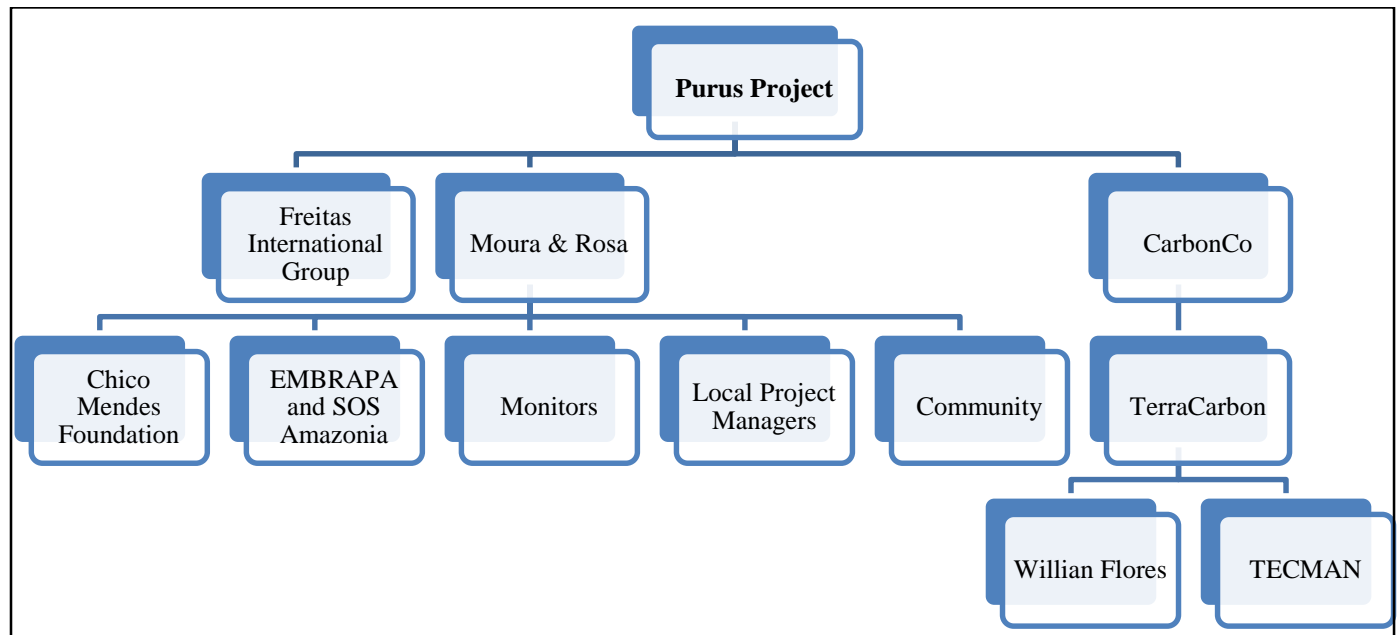 Purus Project
Freitas
International
Group
Moura & Rosa
CarbonCo
Chico
Mendes
Foundation
EMBRAPA
and SOS
Amazonia
Monitors
Local Project
Managers
Community
TerraCarbon
Willian Flores
TECMAN